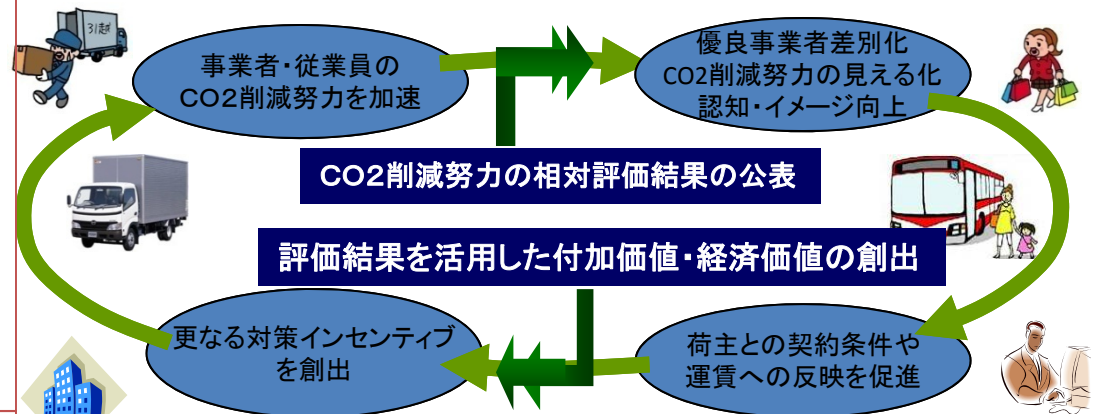 事業者・従業員の
CO2削減努力を加速
優良事業者差別化
CO2削減努力の見える化
認知・イメージ向上
CO2削減努力の相対評価結果の公表
評価結果を活用した付加価値・経済価値の創出
更なる対策インセンティブ
を創出
荷主との契約条件や
運賃への反映を促進